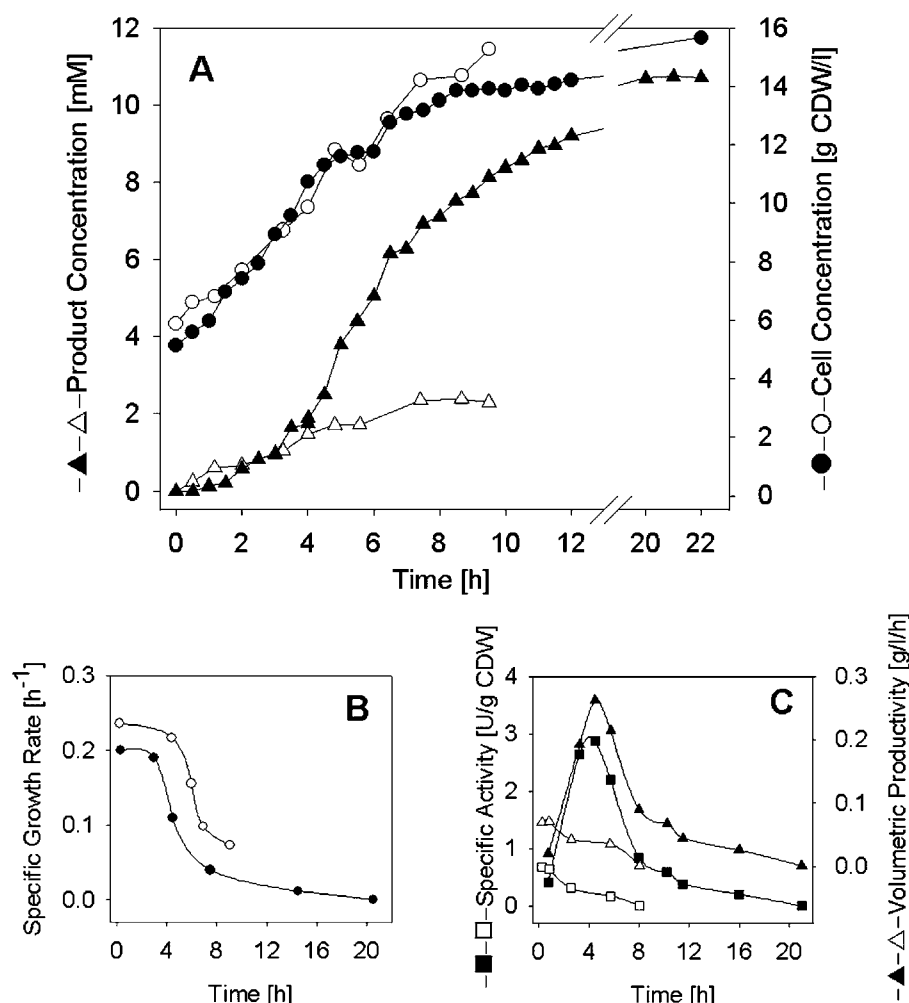 A
–▲–△–Product Concentration [mM]
12
10
8
6
4
2
0
16
14
12
10
8
6
4
2
0
–●–○–Cell Concentration [g CDW/l]
0 2 4 6 8 10 12 20 22
Time [h]
B
Specific Growth Rate [h-1]
0.3
0.2
0.1
0.0
0 4 8 12 16 20
Time [h]
C
–■–□–Specific Activity [U/g CDW]
4
3
2
1
0
0.3
0.2
0.1
0.0
–▲–△–Volumetric Productivity [g/l/h]
0 4 8 12 16 20
Time [h]